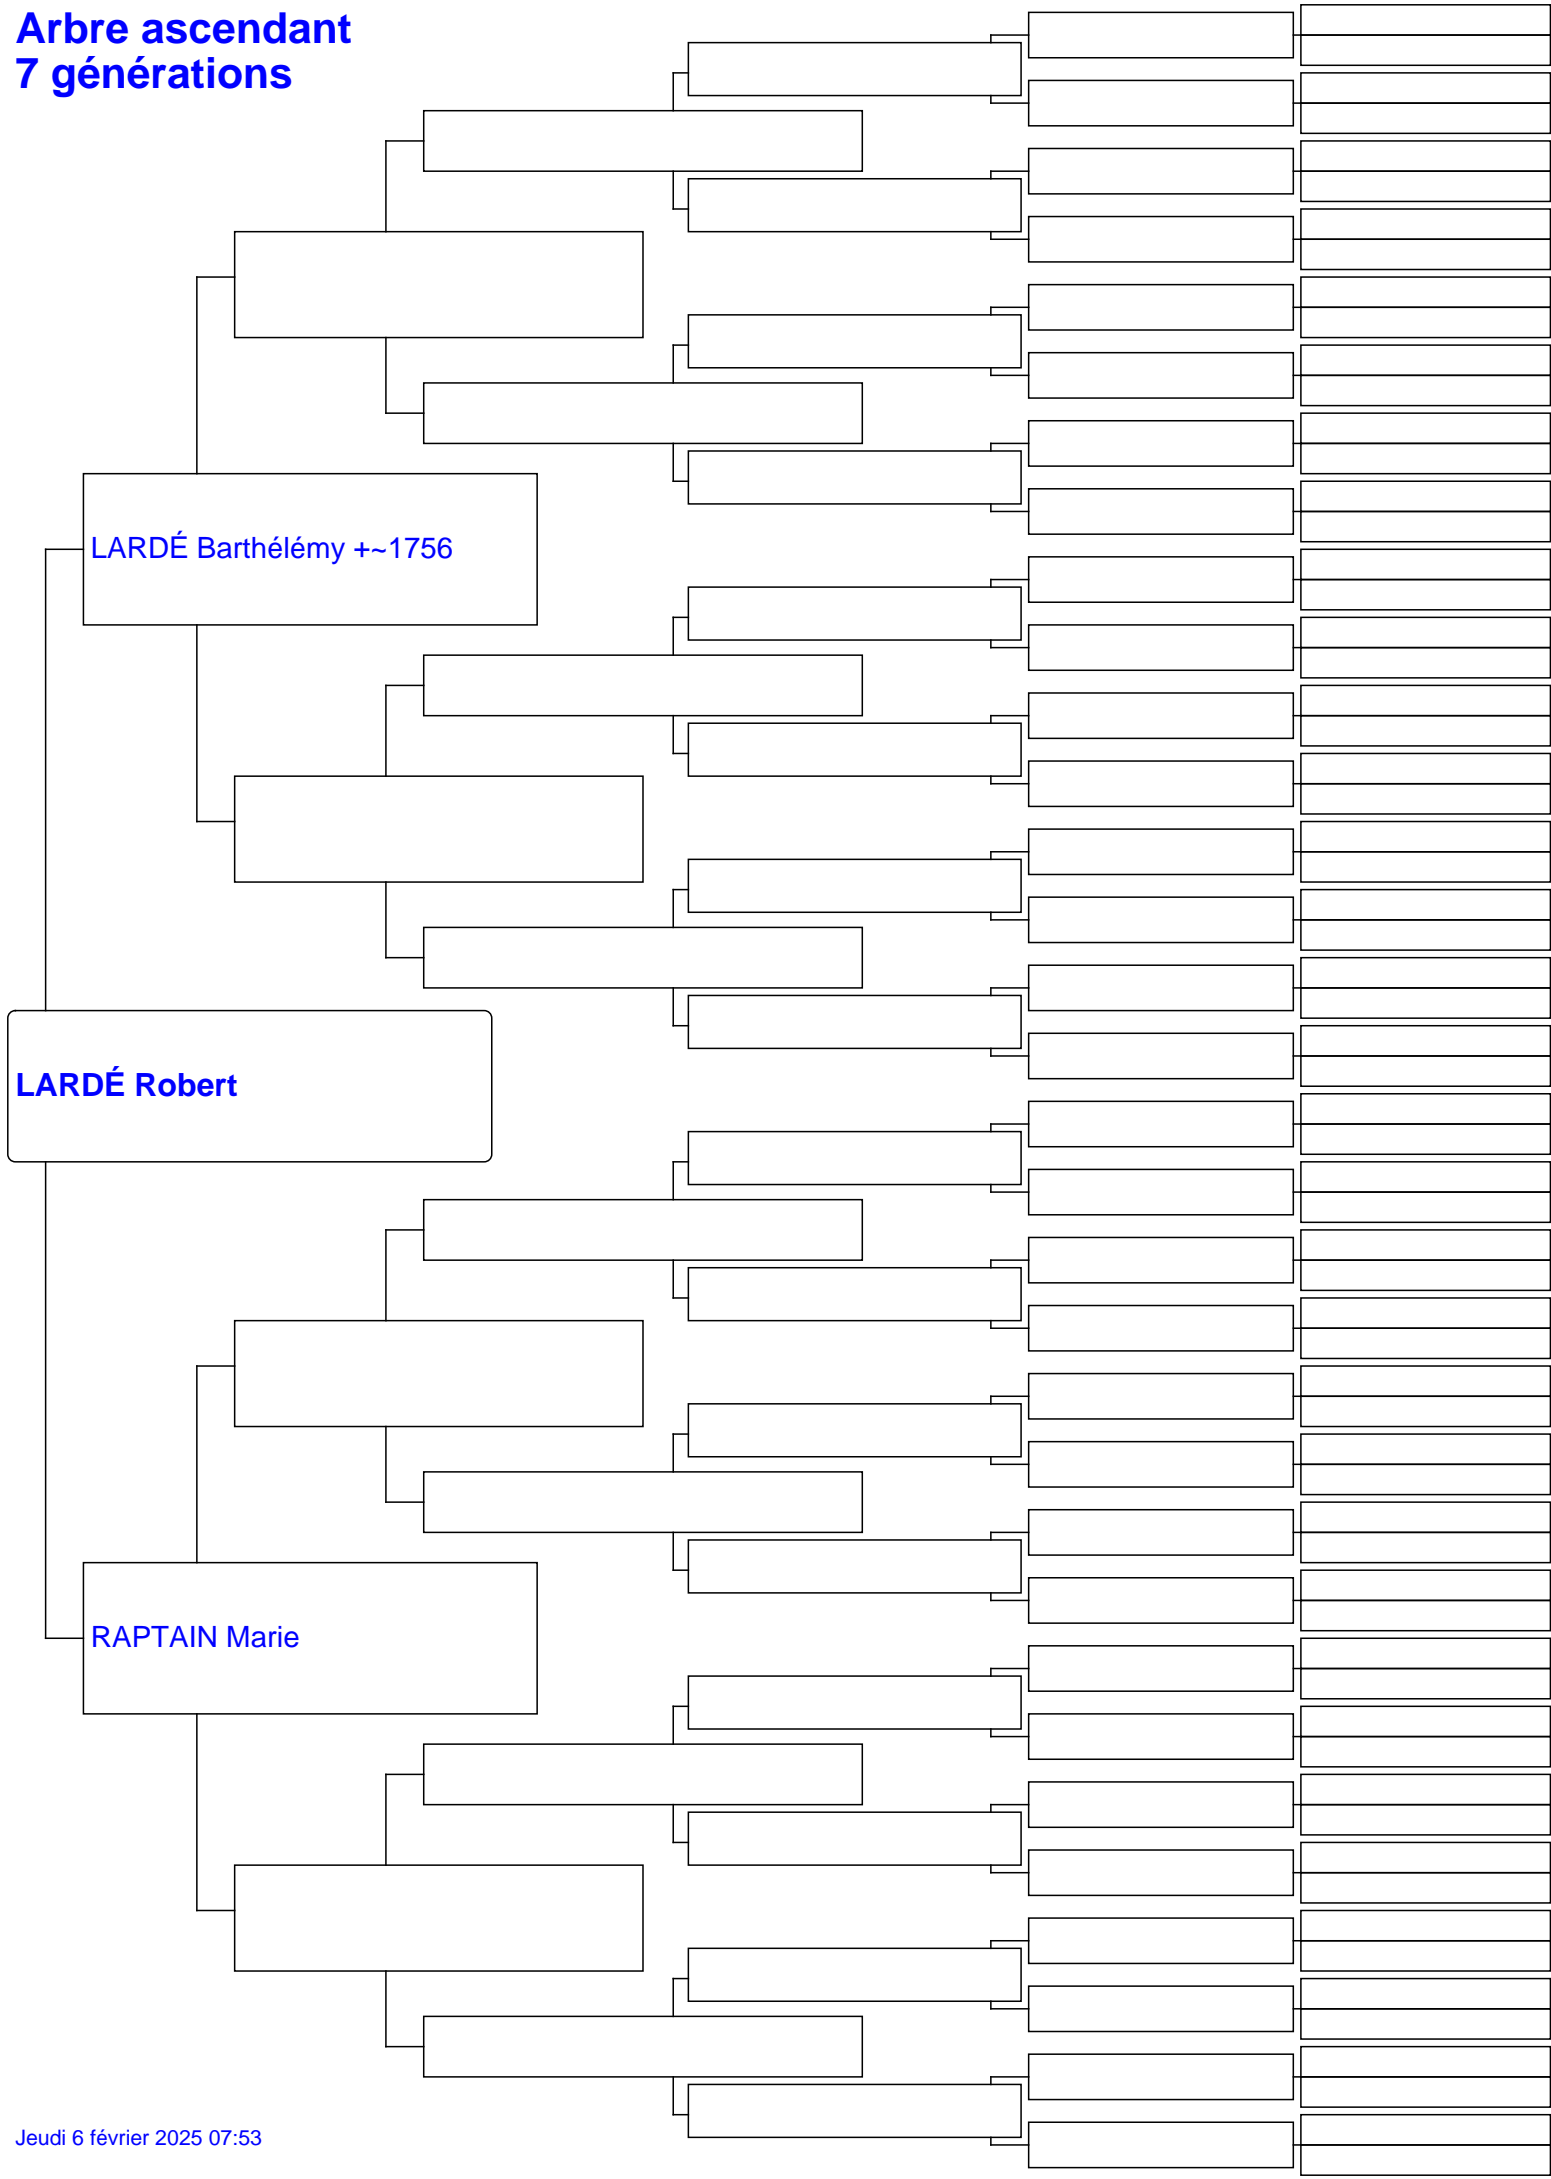 Arbre ascendant
7 générations
LARDÉ Barthélémy +~1756
LARDÉ Robert
RAPTAIN Marie
Jeudi 6 février 2025 07:53